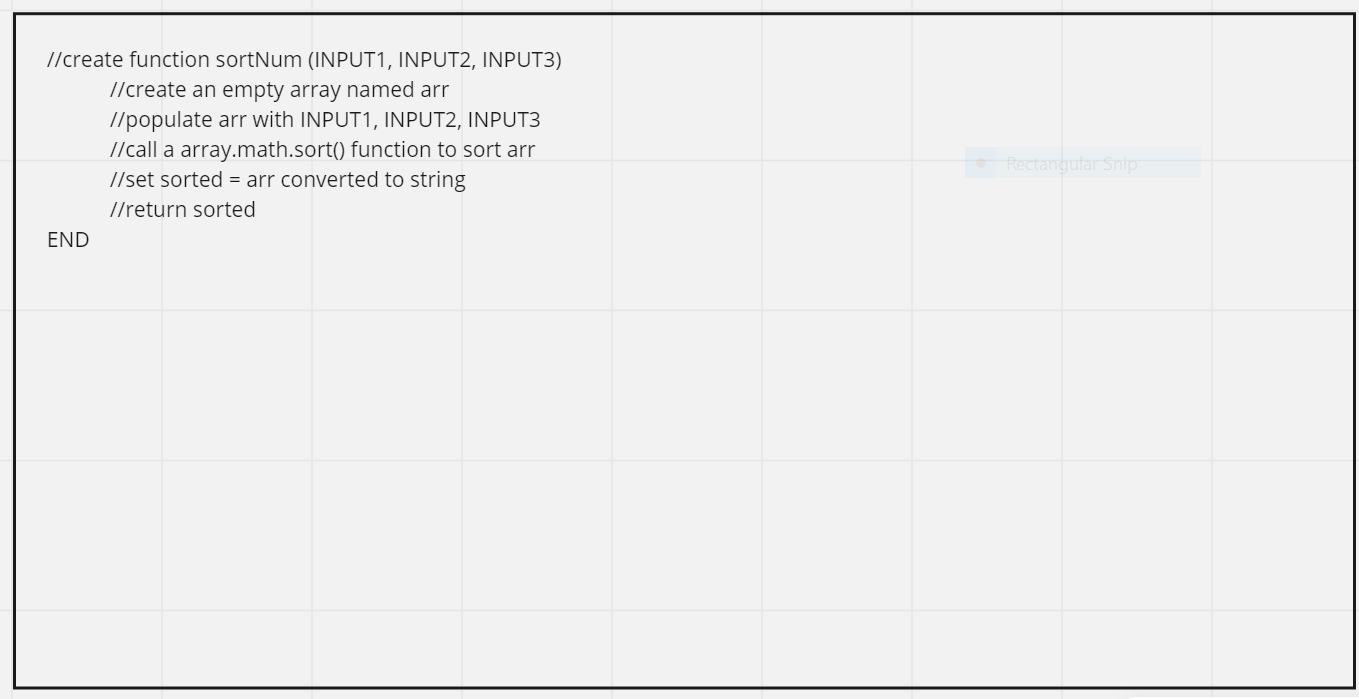 //create function sortNum (INPUT1, INPUT2, INPUT3)
//create an empty array named arr
//populate arr with INPUT1, INPUT2, INPUT3
//call a array.math.sort() function to sort arr
Rectangular Snip
//set sorted = arr converted to string
//return sorted
END